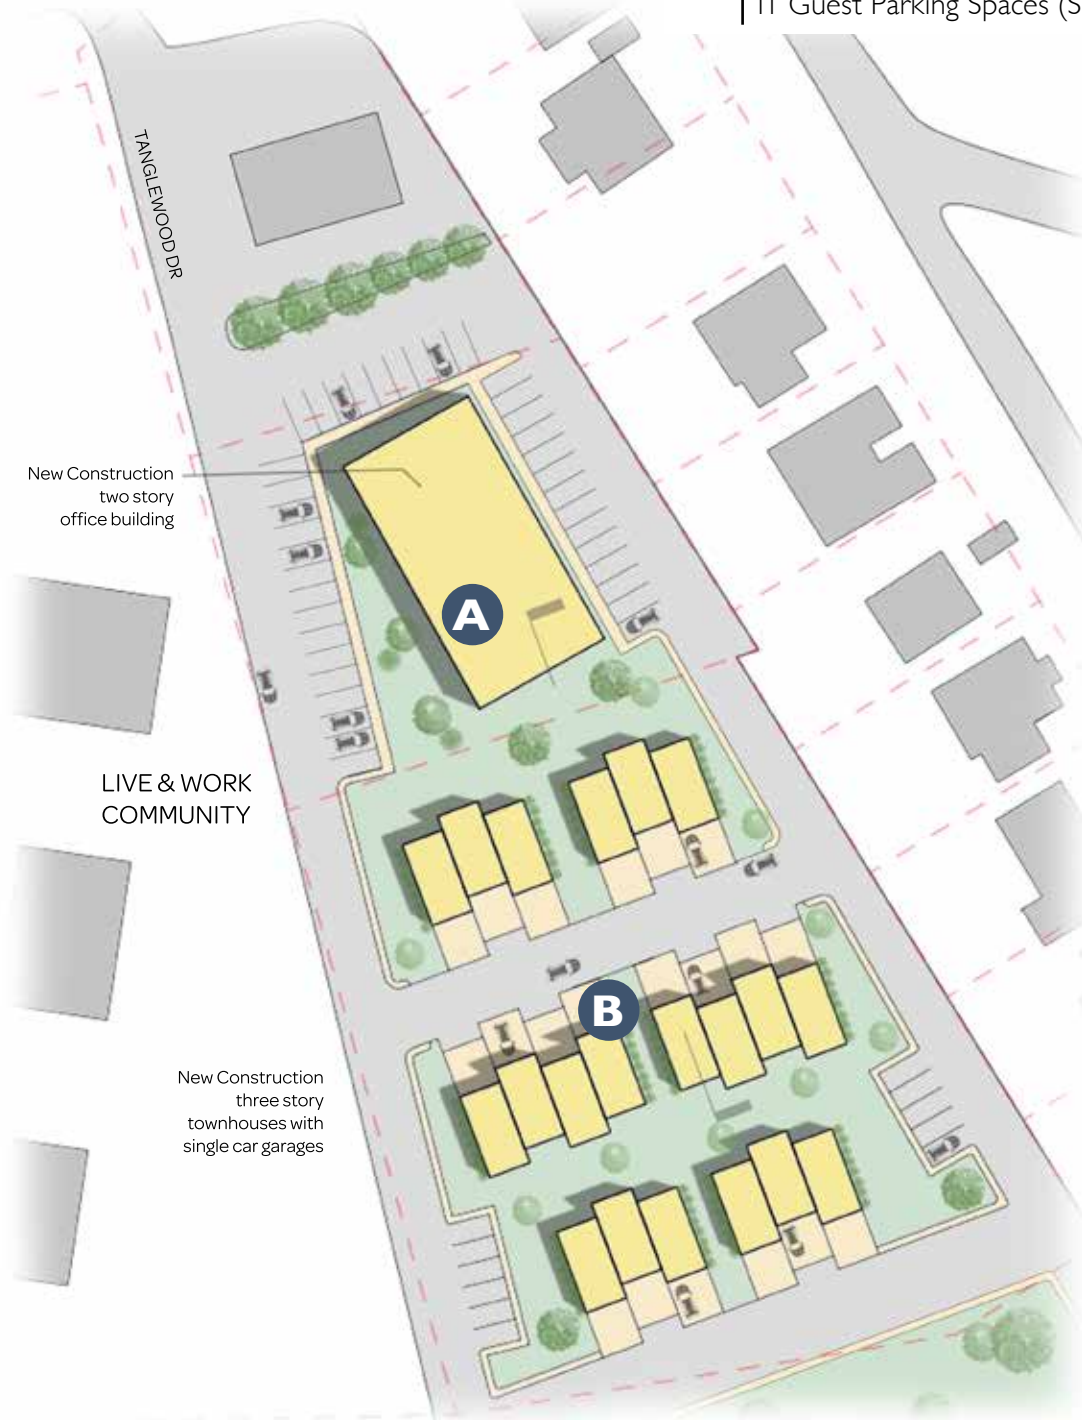 11 Guest Parking Spaces (S
TANGLEWOOD DR
New Construction
two story
office building
A
LIVE & WORK
COMMUNITY
B
New Construction
three story
townhouses with
single car garages